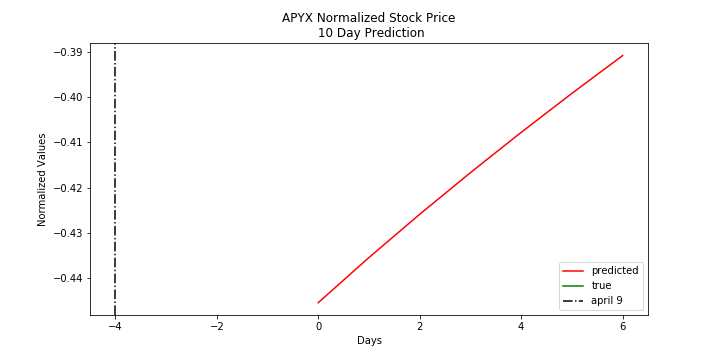 APYX Normalized Stock Price
10 Day Prediction
Normalized Values
−0.39
−0.40
−0.41
−0.42
−0.43
−0.44
−4
−2
0
2
4
6
Days
predicted
true
april 9